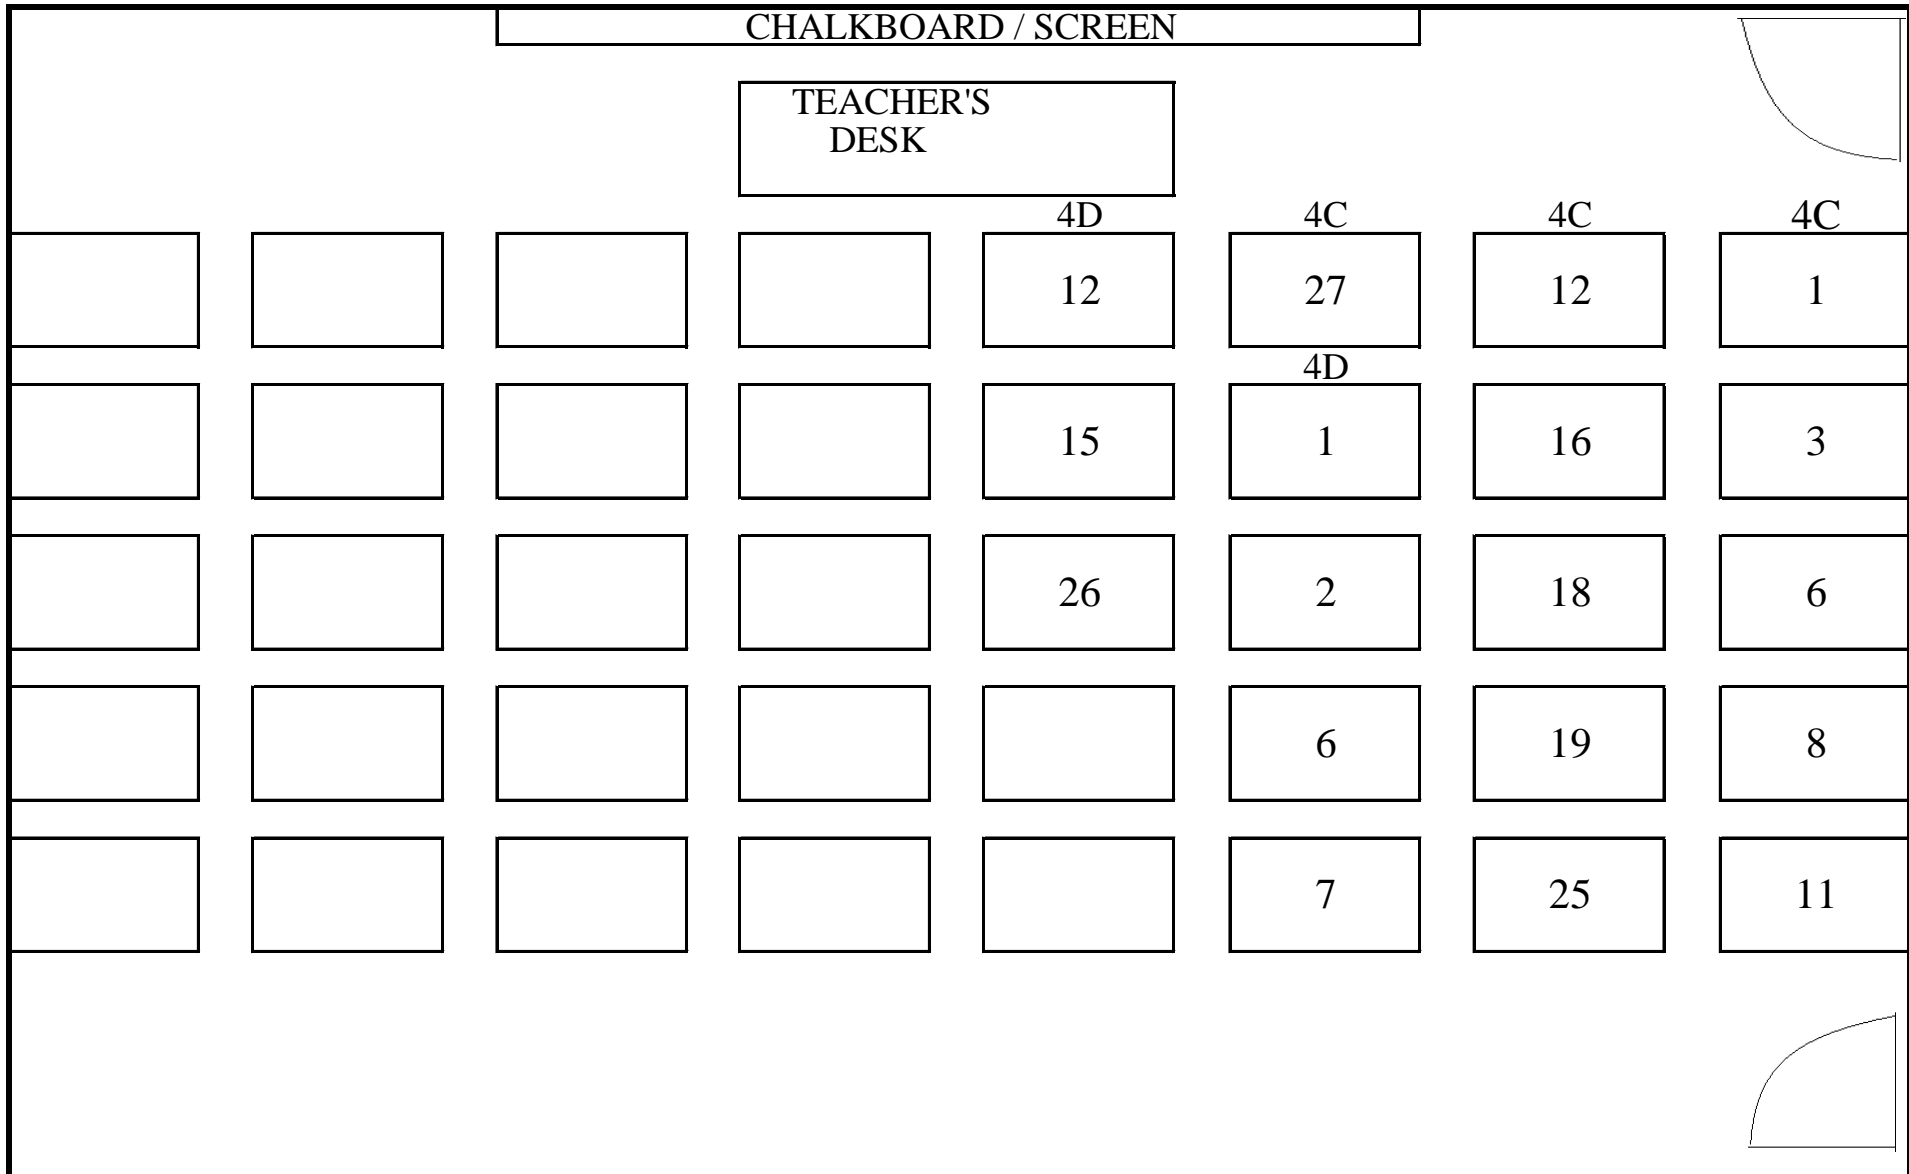 CHALKBOARD / SCREEN
TEACHER'S
DESK
4D 4C 4C 4C
12 27 12 1
4D
15 1 16 3
26 2 18 6
6 19 8
7 25 11